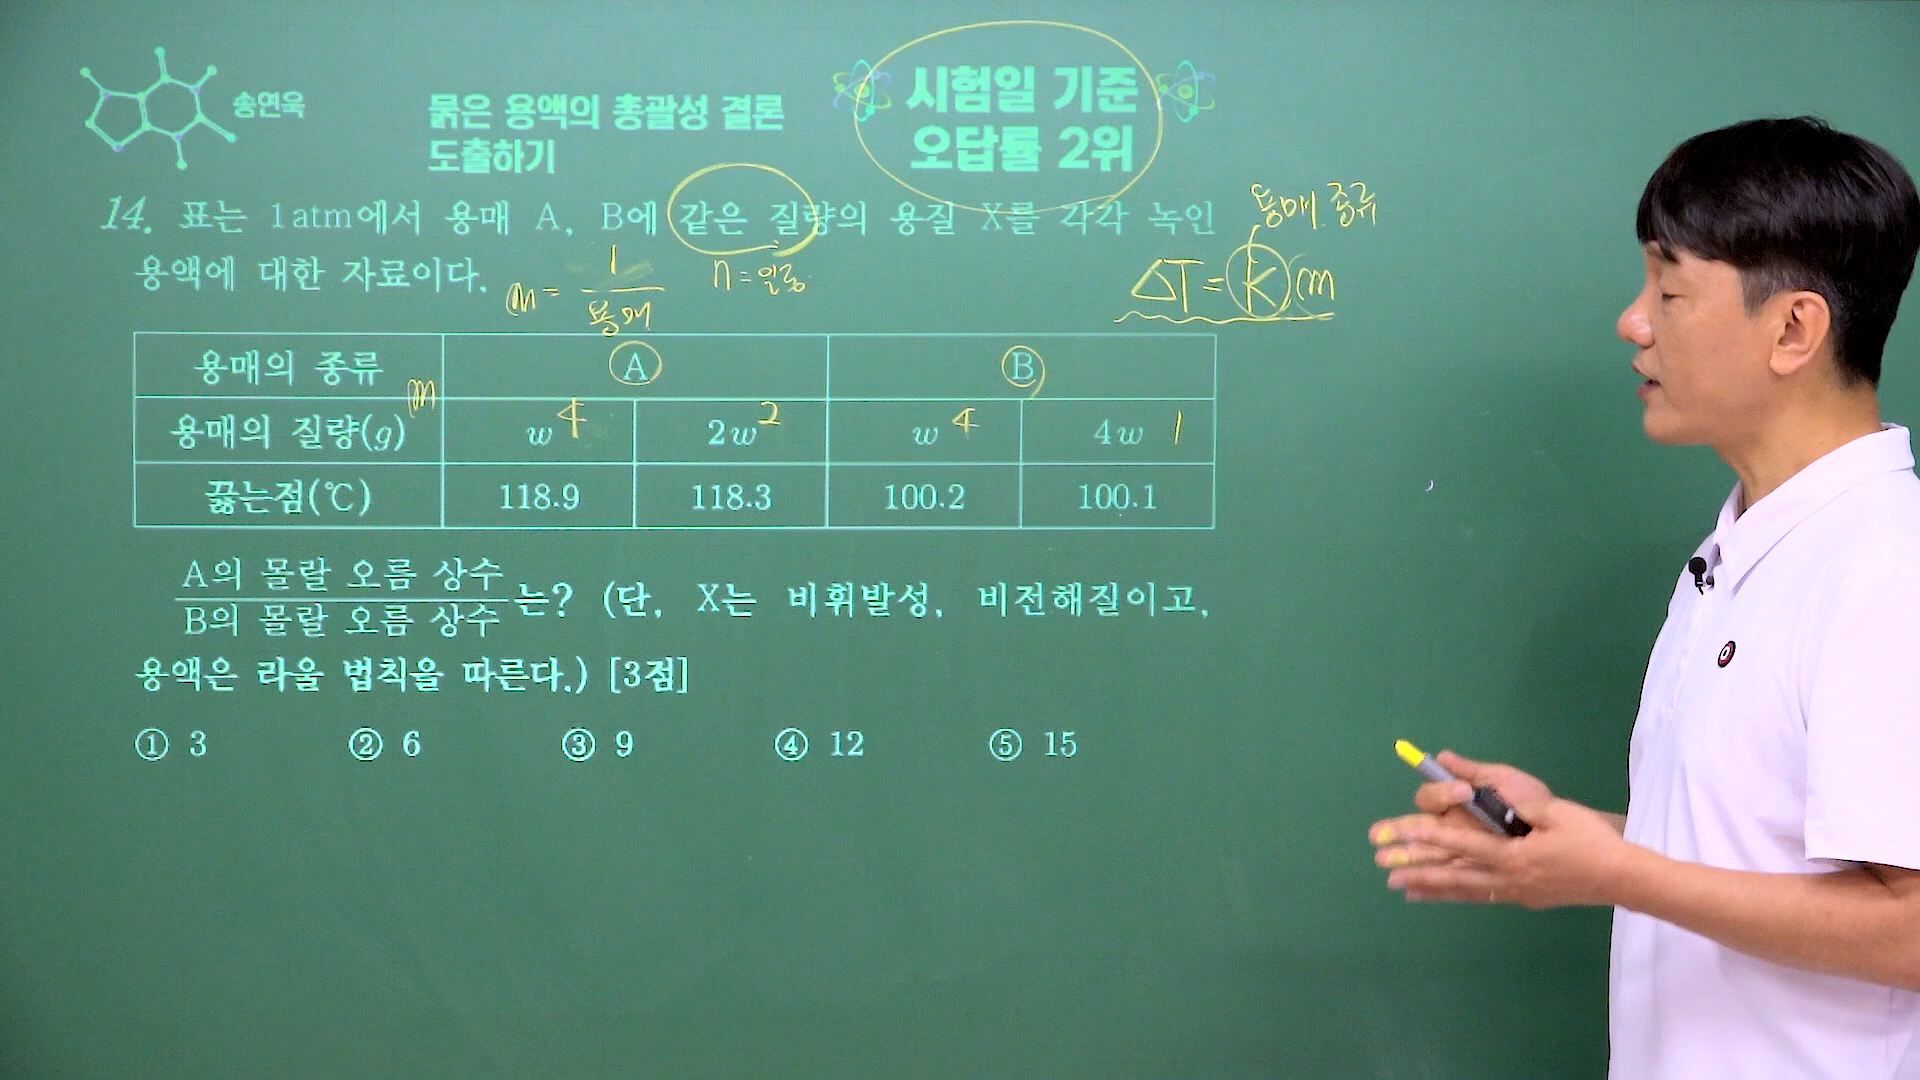 송연욱
묽은 용액의 총괄성 결론
도출하기
시험일 기준
오답률 2위
14. 표는 1atm에서 용매 A, B에 같은 질량의 용질 X를 각각 녹인
용액에 대한 자료이다.
용매 종류
ΔT = k m
m = 1/용매
n = 일정
용매의 종류 A B
m
용매의 질량(g) w 4 2w 2 w 4 4w 1
끓는점(℃) 118.9 118.3 100.2 100.1
A의 몰랄 오름 상수
B의 몰랄 오름 상수
는? (단, X는 비휘발성, 비전해질이고,
용액은 라울 법칙을 따른다.) [3점]
① 3 ② 6 ③ 9 ④ 12 ⑤ 15